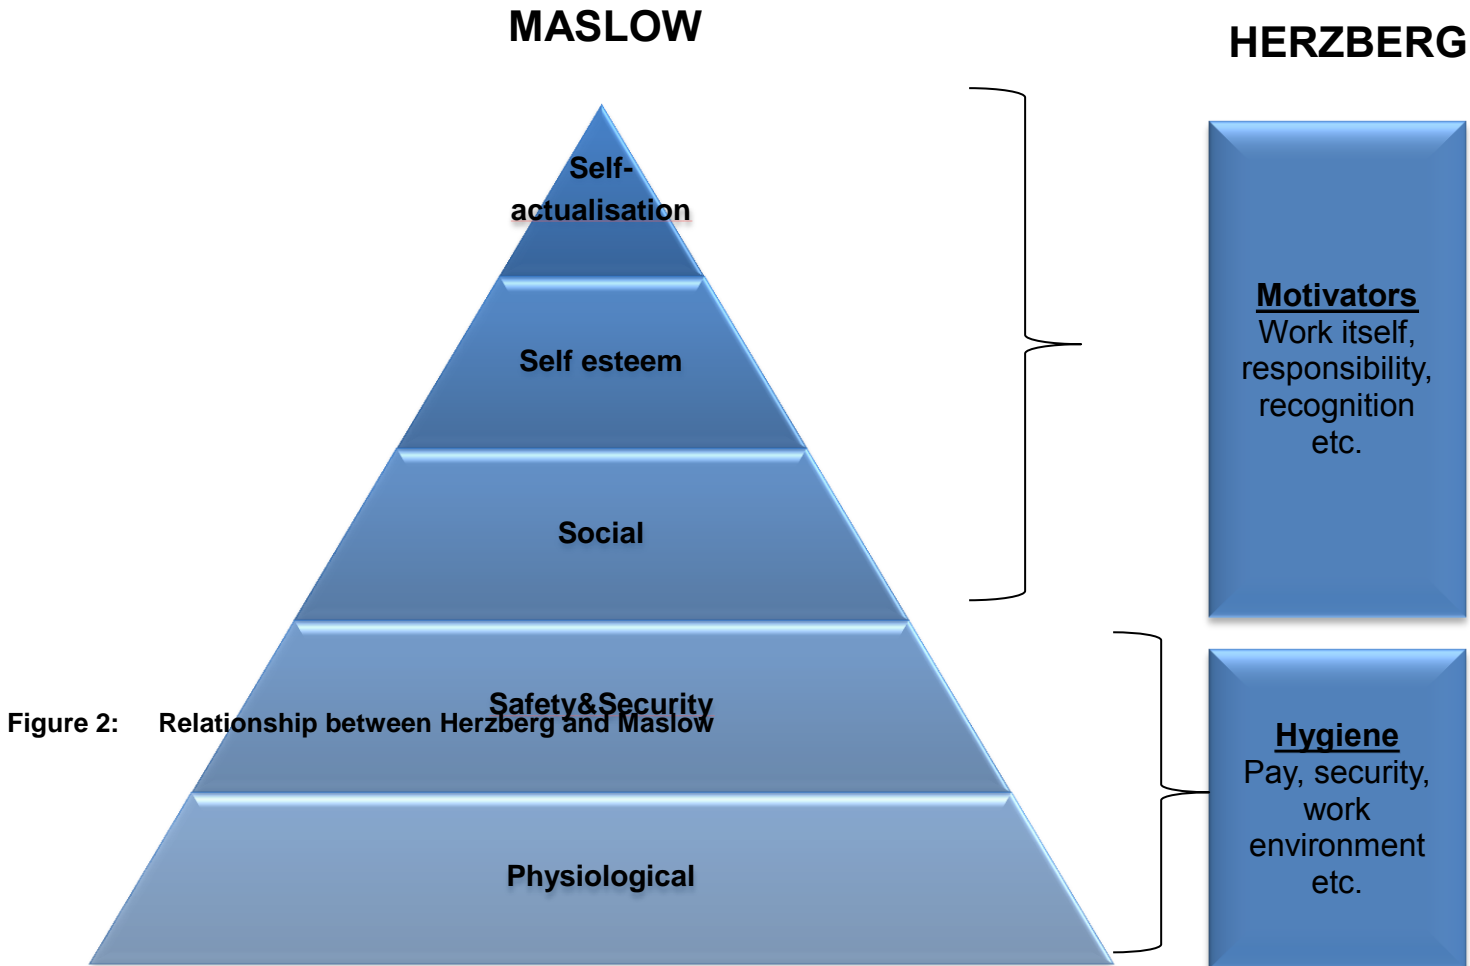 MASLOW
HERZBERG
Self-
actualisation
Self esteem
Social
Safety&Security
Physiological
Motivators
Work itself,
responsibility,
recognition
etc.
Hygiene
Pay, security,
work
environment
etc.
Figure 2: Relationship between Herzberg and Maslow